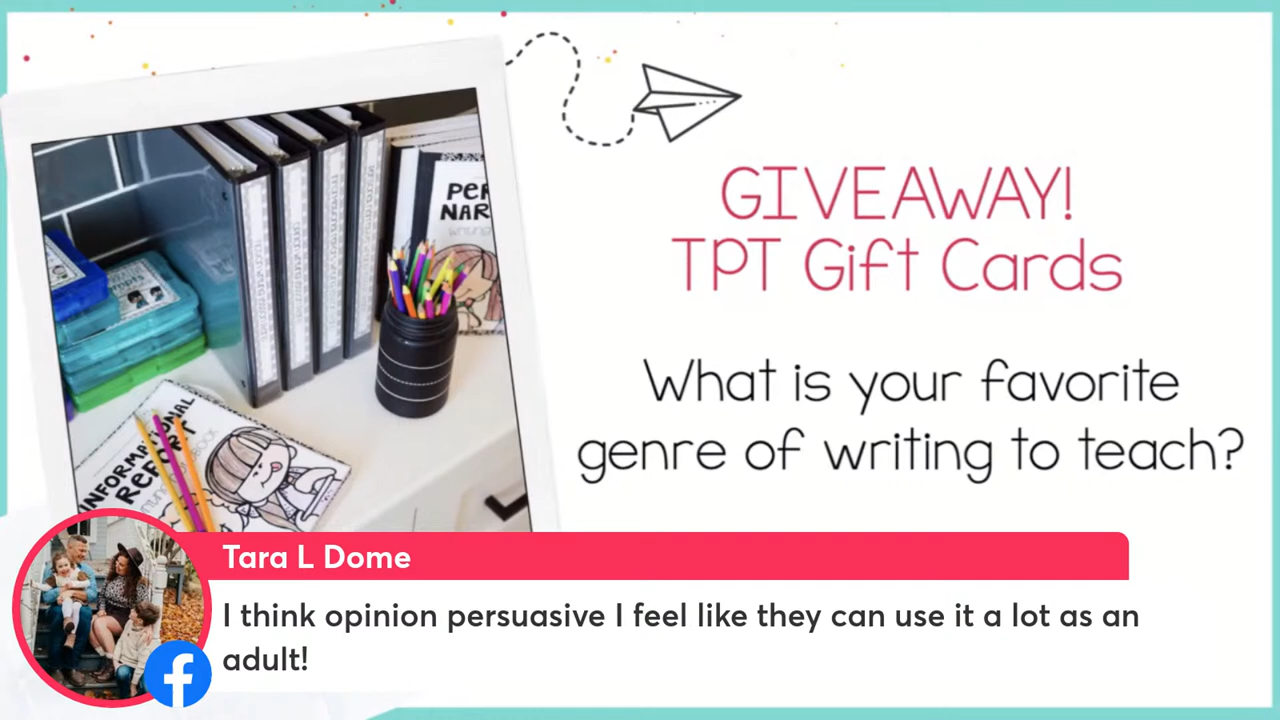 GIVEAWAY!
TPT Gift Cards
What is your favorite
genre of writing to teach?
PER
NAR
INFORMATIONAL
REPORT
Tara L Dome
I think opinion persuasive I feel like they can use it a lot as an
adult!